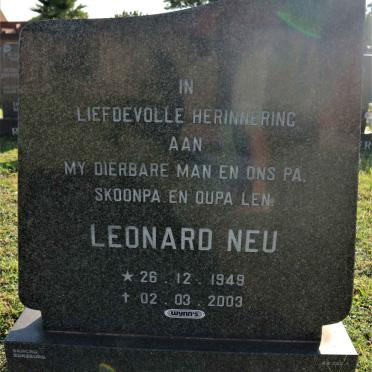 IN
LIEFDEVOLLE HERINNERING
AAN
MY DIERBARE MAN EN ONS PA,
SKOONPA EN OUPA LEN.
LEONARD NEU
★ 26 . 12 . 1949
✝ 02 . 03 . 2003
WYNN'S